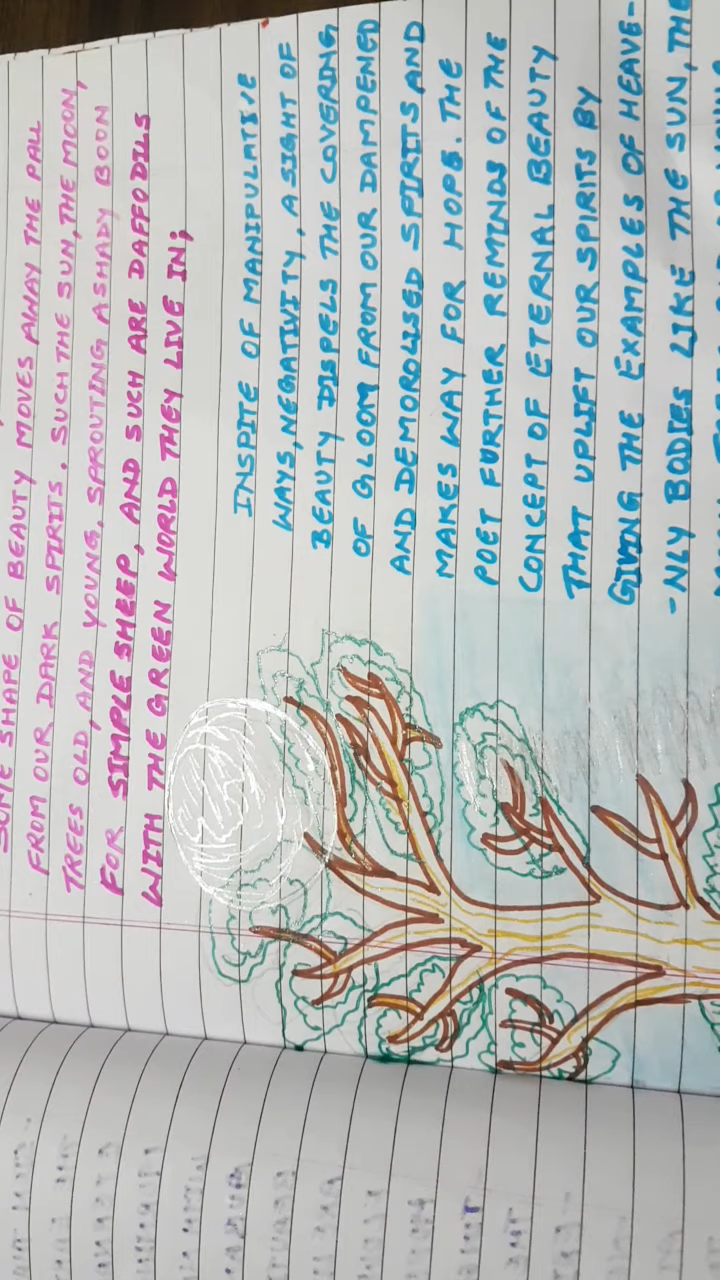 SOME SHAPE OF BEAUTY MOVES AWAY THE PALL
FROM OUR DARK SPIRITS. SUCH THE SUN, THE MOON,
TREES OLD, AND YOUNG, SPROUTING A SHADY BOON
FOR SIMPLE SHEEP, AND SUCH ARE DAFFODILS
WITH THE GREEN WORLD THEY LIVE IN;
INSPITE OF MANIPULATIVE
WAYS, NEGATIVITY, A SIGHT OF
BEAUTY DISPELS THE COVERING
OF GLOOM FROM OUR DAMPENED
AND DEMOROLISED SPIRITS AND
MAKES WAY FOR HOPE. THE
POET FURTHER REMINDS OF THE
CONCEPT OF ETERNAL BEAUTY
THAT UPLIFT OUR SPIRITS BY
GIVING THE EXAMPLES OF HEAVE-
-NLY BODIES LIKE THE SUN, THE